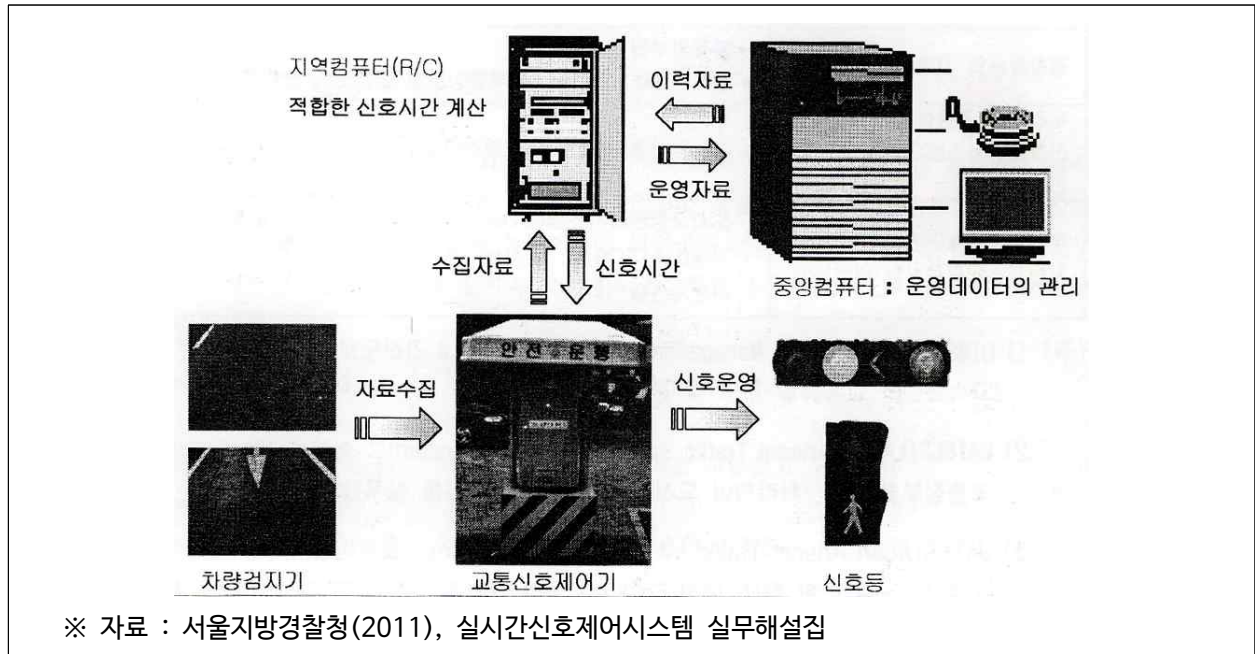 지역컴퓨터(R/C)
적합한 신호시간 계산
이력자료
운영자료
수집자료
신호시간
중앙컴퓨터 : 운영데이터의 관리
안전운행
자료수집
신호운영
차량검지기
교통신호제어기
신호등
※ 자료 : 서울지방경찰청(2011), 실시간신호제어시스템 실무해설집